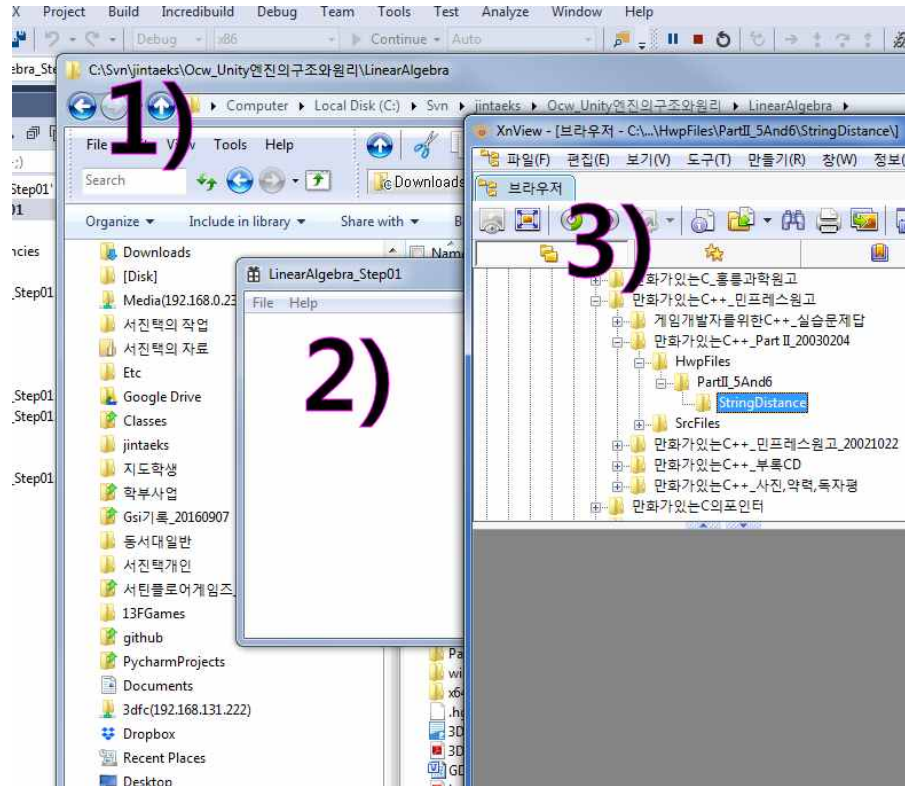 X Project Build Incredibuild Debug Team Tools Test Analyze Window Help
Debug x86 Continue Auto
C:\Svn\jintaeks\Ocw_Unity엔진의구조와원리\LinearAlgebra
Computer Local Disk (C:) Svn jintaeks Ocw_Unity엔진의구조와원리 LinearAlgebra
1)
Tools Help
Search
Downloads
Organize Include in library Share with
Downloads
[Disk]
Media(192.168.0.23
서진택의 작업
서진택의 자료
Etc
Google Drive
Classes
jintaeks
지도학생
학부사업
Gsi기록_20160907
동서대일반
서진택개인
서틴플로어게임즈_
13FGames
github
PycharmProjects
Documents
3dfc(192.168.131.222)
Dropbox
Recent Places
Desktop
LinearAlgebra_Step01
File Help
2)
XnView - [브라우저 - C:\...\HwpFiles\PartII_5And6\StringDistance\]
파일(F) 편집(E) 보기(V) 도구(T) 만들기(R) 창(W) 정보(
브라우저
3)
만화가있는C_홍릉과학원고
만화가있는C++_민프레스원고
게임개발자를위한C++_실습문제답
만화가있는C++_Part II_20030204
HwpFiles
PartII_5And6
StringDistance
SrcFiles
만화가있는C++_민프레스원고_20021022
만화가있는C++_부록CD
만화가있는C++_사진,약력,독자평
만화가있는C의포인터